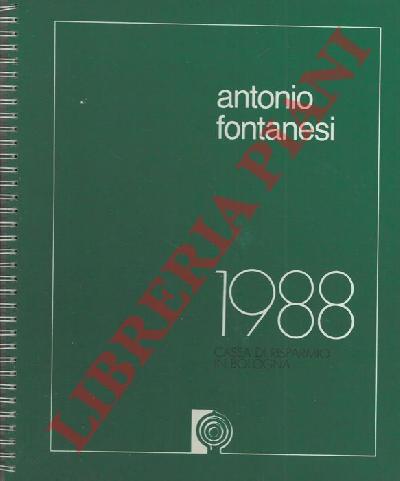 antonio
fontanesi
1988
CASSA DI RISPARMIO
IN BOLOGNA
LIBRERIA PIANI